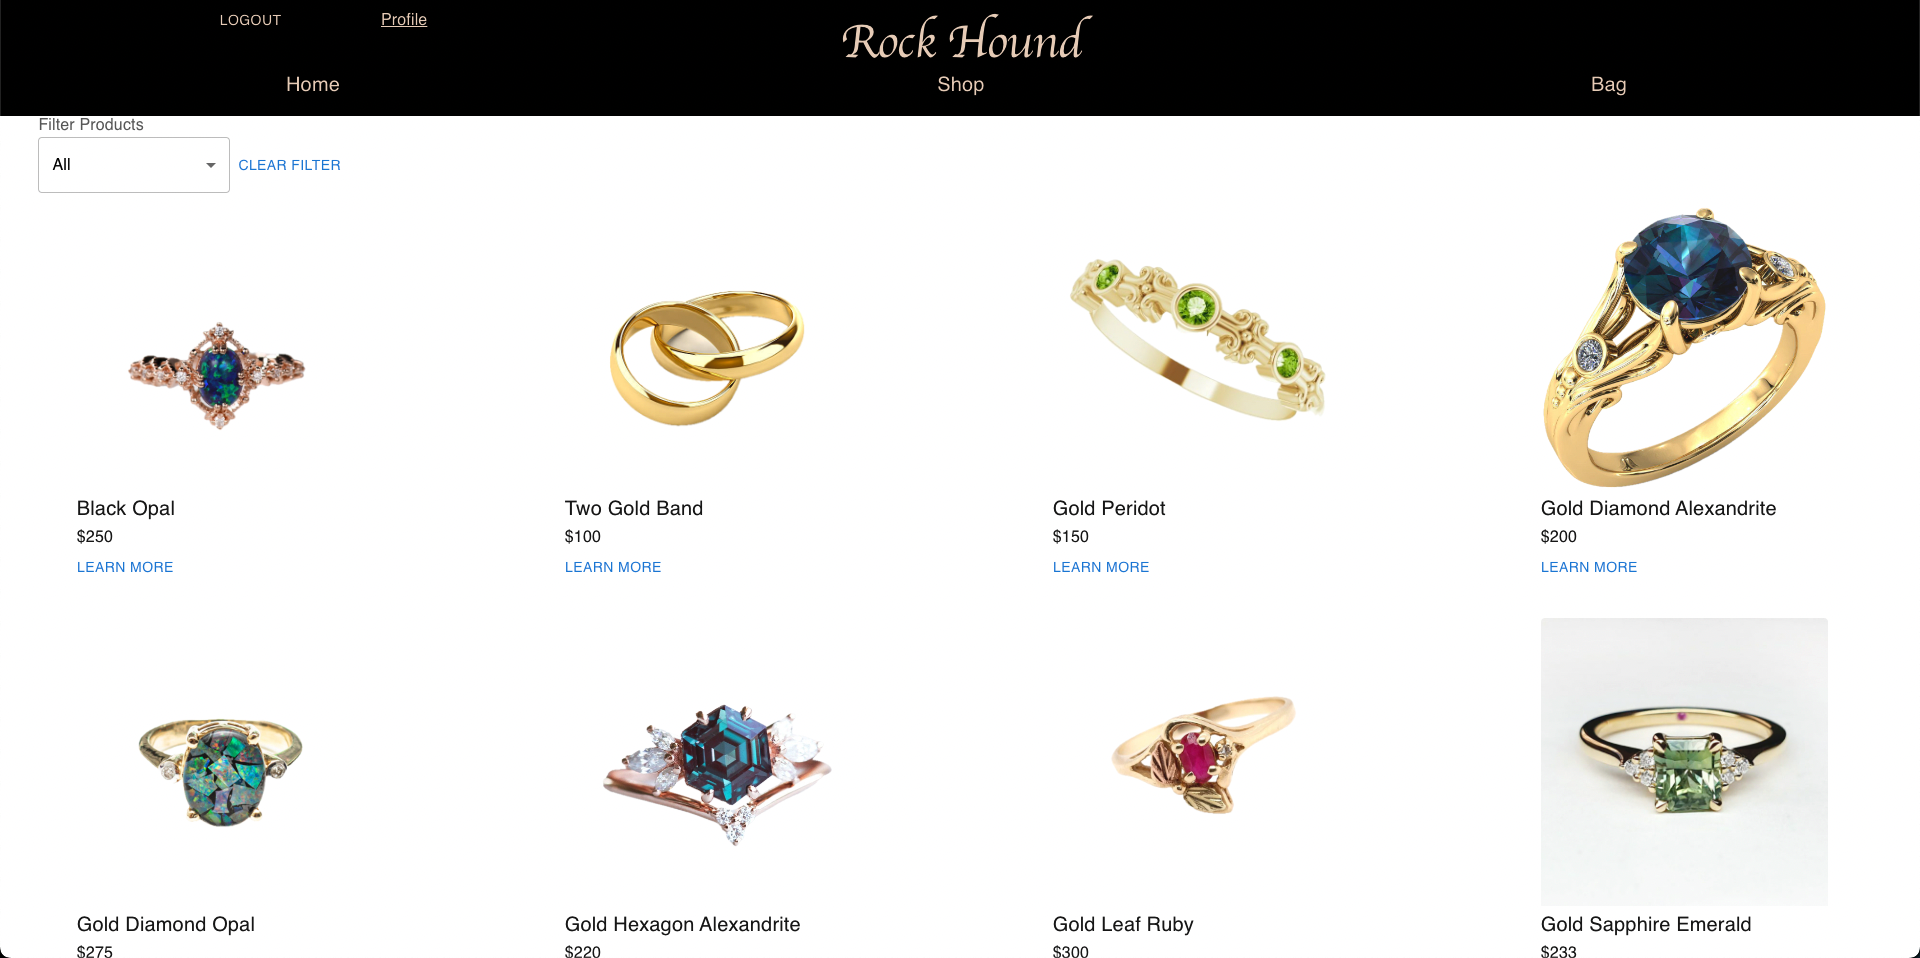 LOGOUT Profile
Rock Hound
Home Shop Bag
Filter Products
All CLEAR FILTER
Black Opal Two Gold Band Gold Peridot Gold Diamond Alexandrite
$250 $100 $150 $200
LEARN MORE LEARN MORE LEARN MORE LEARN MORE
Gold Diamond Opal Gold Hexagon Alexandrite Gold Leaf Ruby Gold Sapphire Emerald
$275 $220 $300 $233